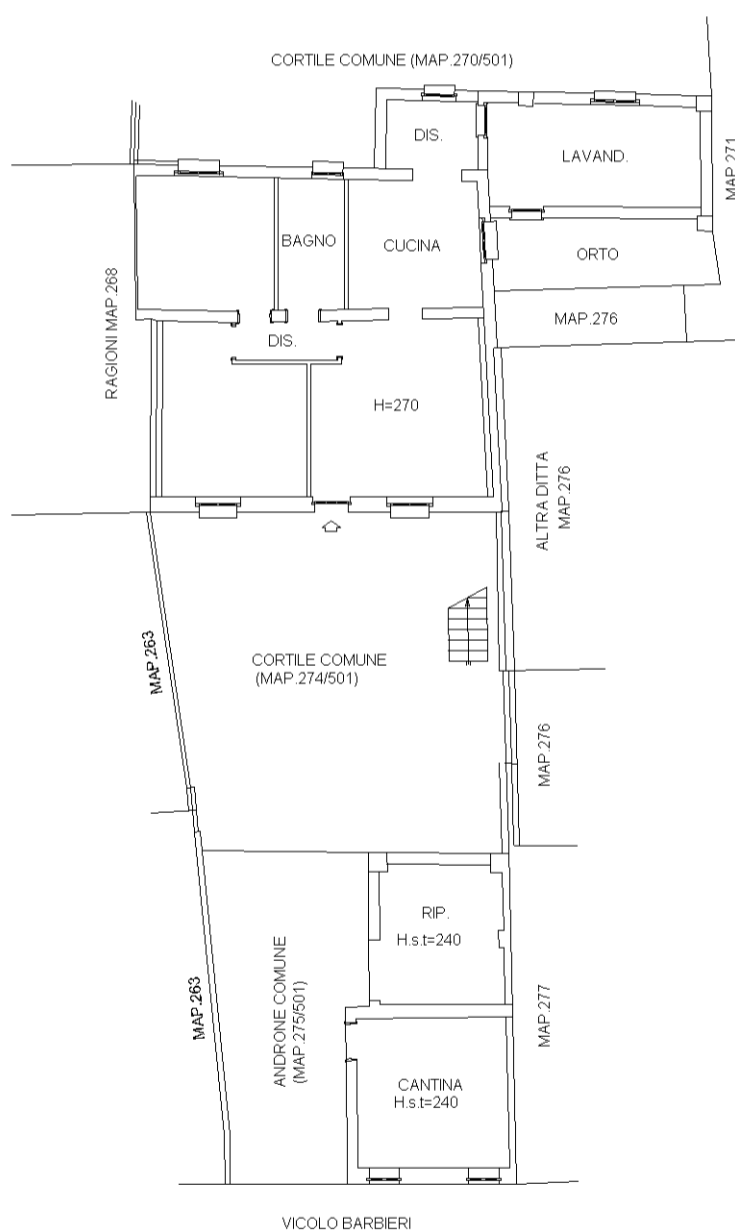 CORTILE COMUNE (MAP.270/501)
DIS.
LAVAND.
MAP.271
BAGNO
CUCINA
ORTO
RAGIONI MAP.268
MAP.276
DIS.
H=270
ALTRA DITTA
MAP.276
MAP.263
CORTILE COMUNE
(MAP.274/501)
MAP.276
RIP.
H.s.t=240
MAP.263
ANDRONE COMUNE
(MAP.275/501)
MAP.277
CANTINA
H.s.t=240
VICOLO BARBIERI